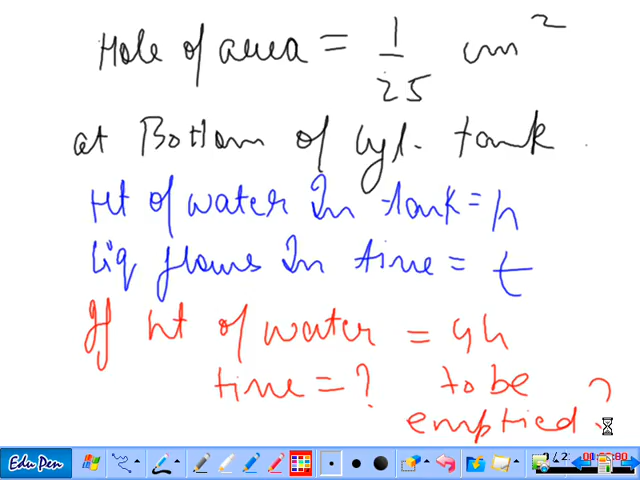 Hole of area = 1/25 cm²
at Bottom of cyl. tank
Ht of water In tank = h
Liq flows In time = t
If ht of water = 4h
time = ? to be
emptied ?
Edu Pen